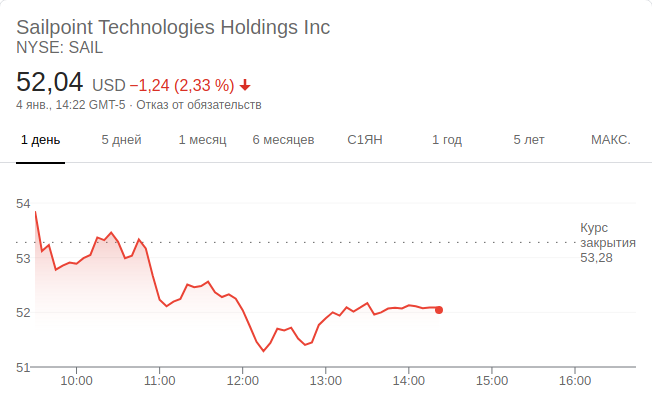 Sailpoint Technologies Holdings Inc
NYSE: SAIL
52,04 USD −1,24 (2,33 %)
4 янв., 14:22 GMT-5 · Отказ от обязательств
1 день 5 дней 1 месяц 6 месяцев С1ЯН 1 год 5 лет МАКС.
54
Курс
закрытия
53,28
53
52
51
10:00 11:00 12:00 13:00 14:00 15:00 16:00